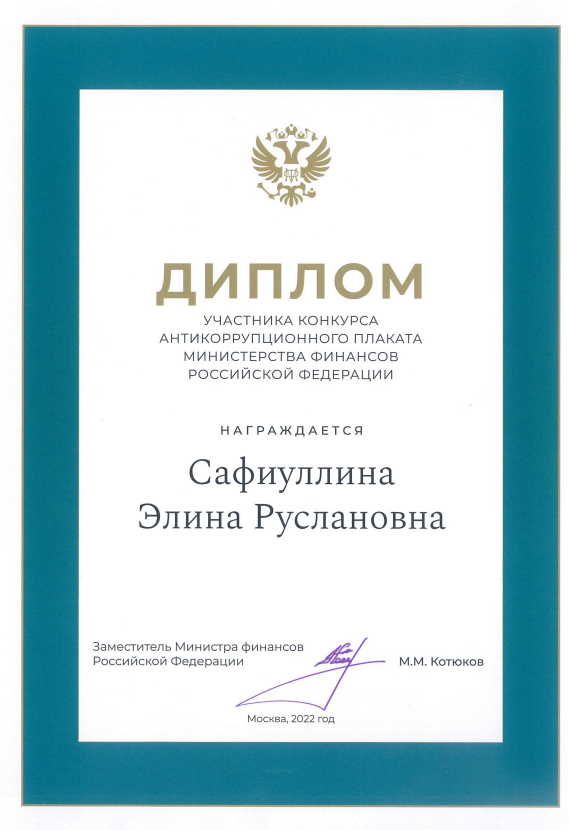 ДИПЛОМ
УЧАСТНИКА КОНКУРСА
АНТИКОРРУПЦИОННОГО ПЛАКАТА
МИНИСТЕРСТВА ФИНАНСОВ
РОССИЙСКОЙ ФЕДЕРАЦИИ
НАГРАЖДАЕТСЯ
Сафиуллина
Элина Руслановна
Заместитель Министра финансов
Российской Федерации
М.М. Котюков
Москва, 2022 год